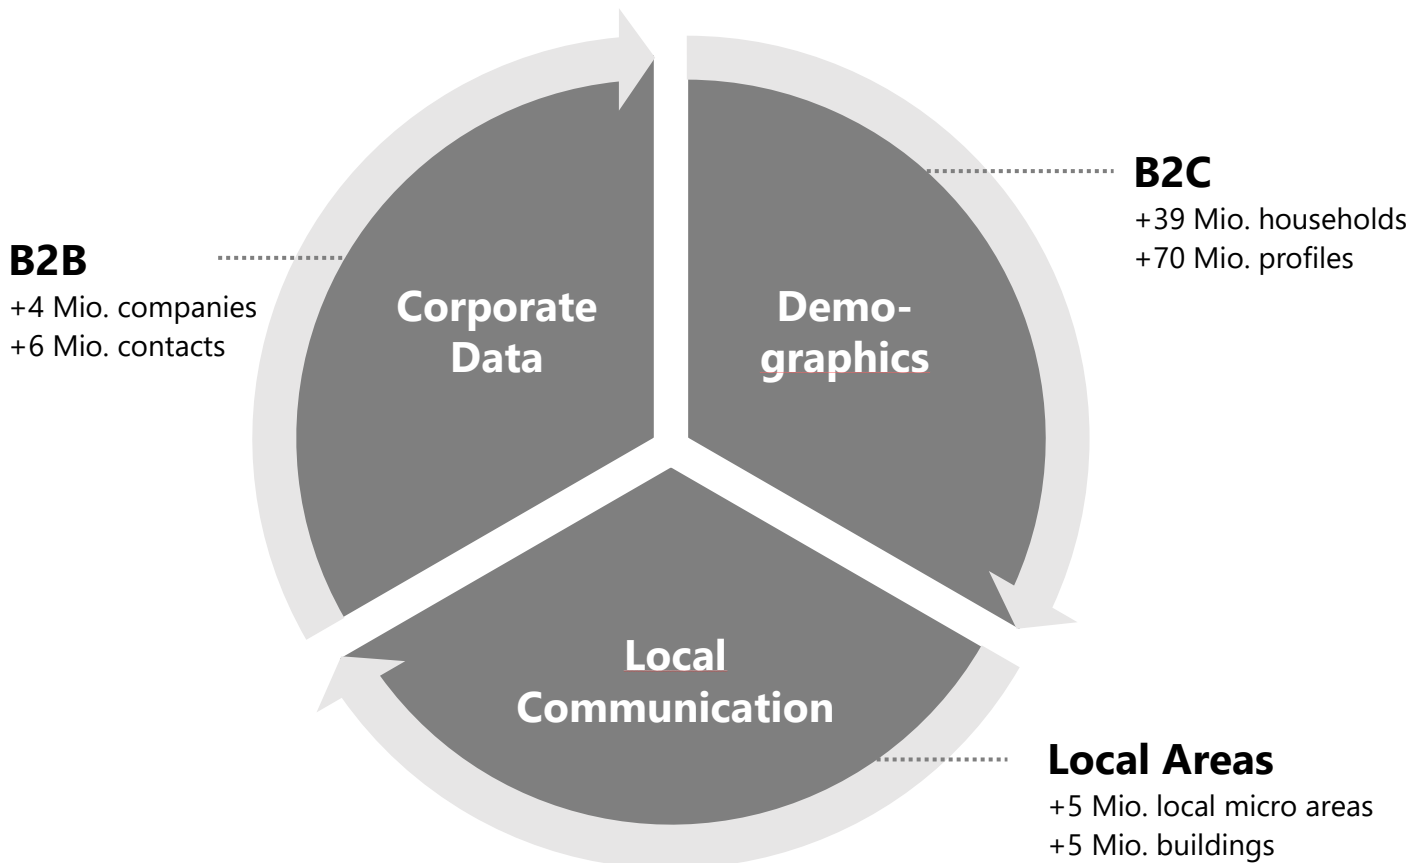 B2C
+39 Mio. households
+70 Mio. profiles
B2B
+4 Mio. companies
+6 Mio. contacts
Corporate
Data
Demo-
graphics
Local
Communication
Local Areas
+5 Mio. local micro areas
+5 Mio. buildings